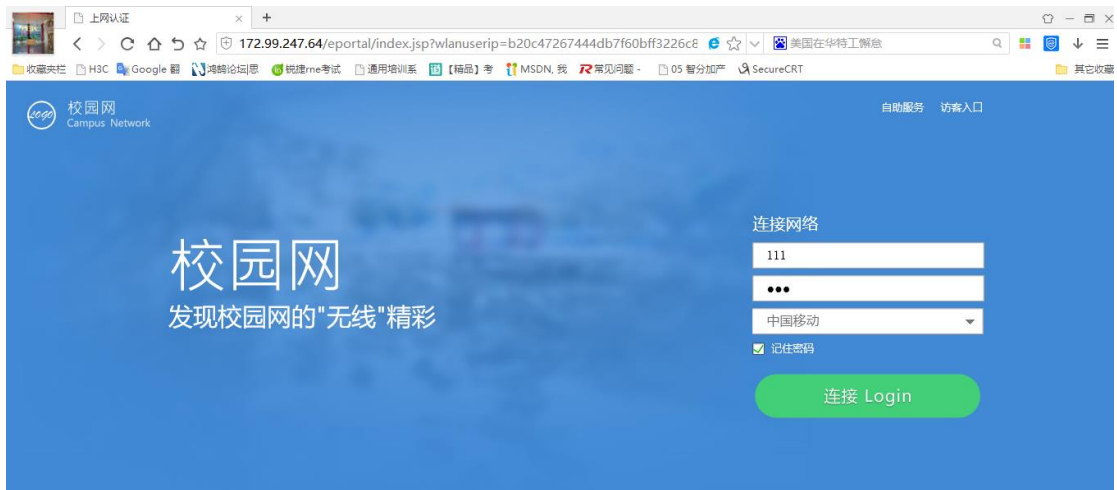 上网认证
172.99.247.64/eportal/index.jsp?wlanuserip=b20c47267444db7f60bff3226c8 美国在华特工懈怠
收藏夹栏 H3C Google 翻 鸿鹄论坛|思 锐捷rne考试 通用培训系 【精品】考 MSDN, 我 常见问题 - 05 智分加产 SecureCRT 其它收藏
LOGO 校园网 自助服务 访客入口
Campus Network
连接网络
111
校园网
●●●
发现校园网的"无线"精彩
中国移动
记住密码
连接 Login